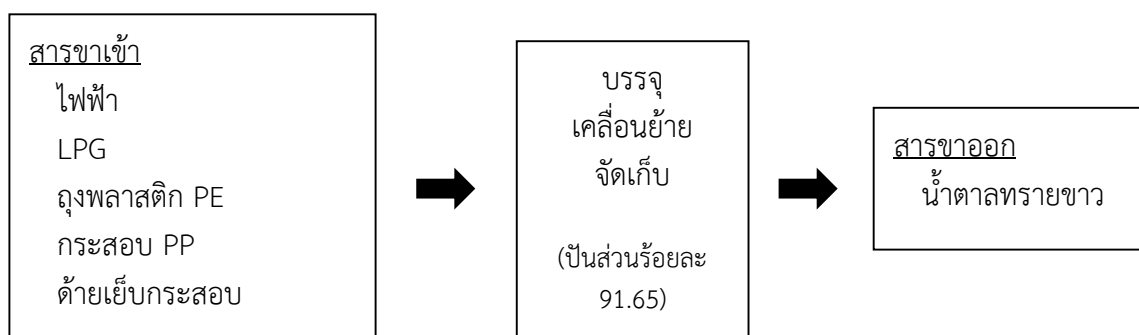 สารขาเข้า
ไฟฟ้า
LPG
ถุงพลาสติก PE
กระสอบ PP
ด้ายเย็บกระสอบ
บรรจุ
เคลื่อนย้าย
จัดเก็บ
(ปันส่วนร้อยละ
91.65)
สารขาออก
น้ำตาลทรายขาว